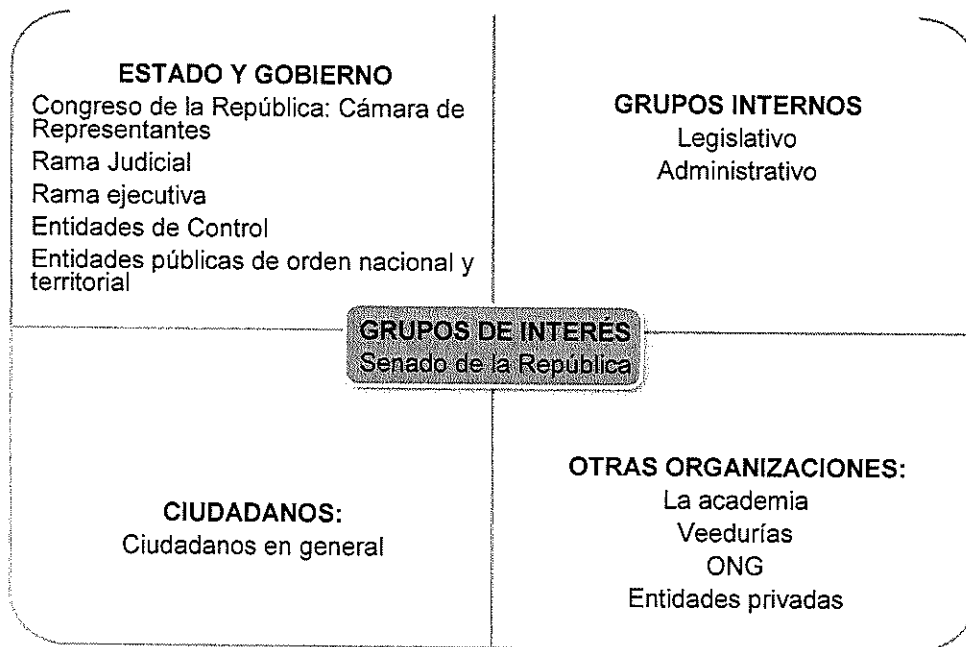 ESTADO Y GOBIERNO
Congreso de la República: Cámara de
Representantes
Rama Judicial
Rama ejecutiva
Entidades de Control
Entidades públicas de orden nacional y
territorial
GRUPOS INTERNOS
Legislativo
Administrativo
GRUPOS DE INTERÉS
Senado de la República
CIUDADANOS:
Ciudadanos en general
OTRAS ORGANIZACIONES:
La academia
Veedurías
ONG
Entidades privadas